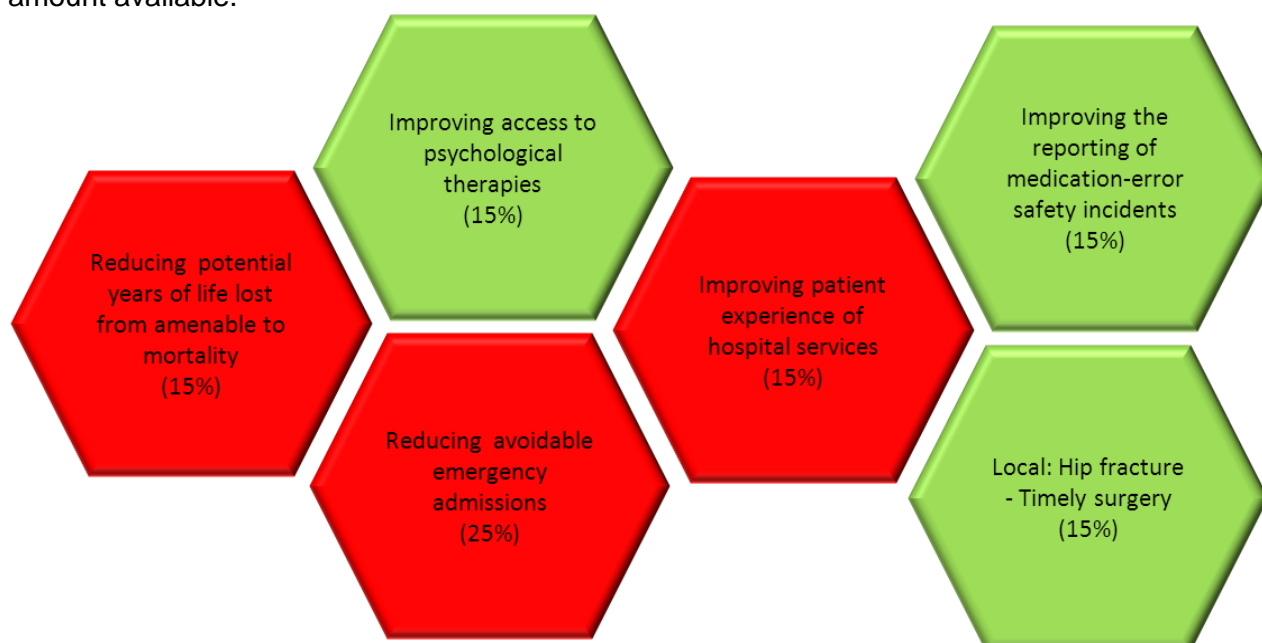 amount available.
Improving access to
psychological
therapies
(15%)
Improving the
reporting of
medication-error
safety incidents
(15%)
Reducing potential
years of life lost
from amenable to
mortality
(15%)
Improving patient
experience of
hospital services
(15%)
Reducing avoidable
emergency
admissions
(25%)
Local: Hip fracture
- Timely surgery
(15%)